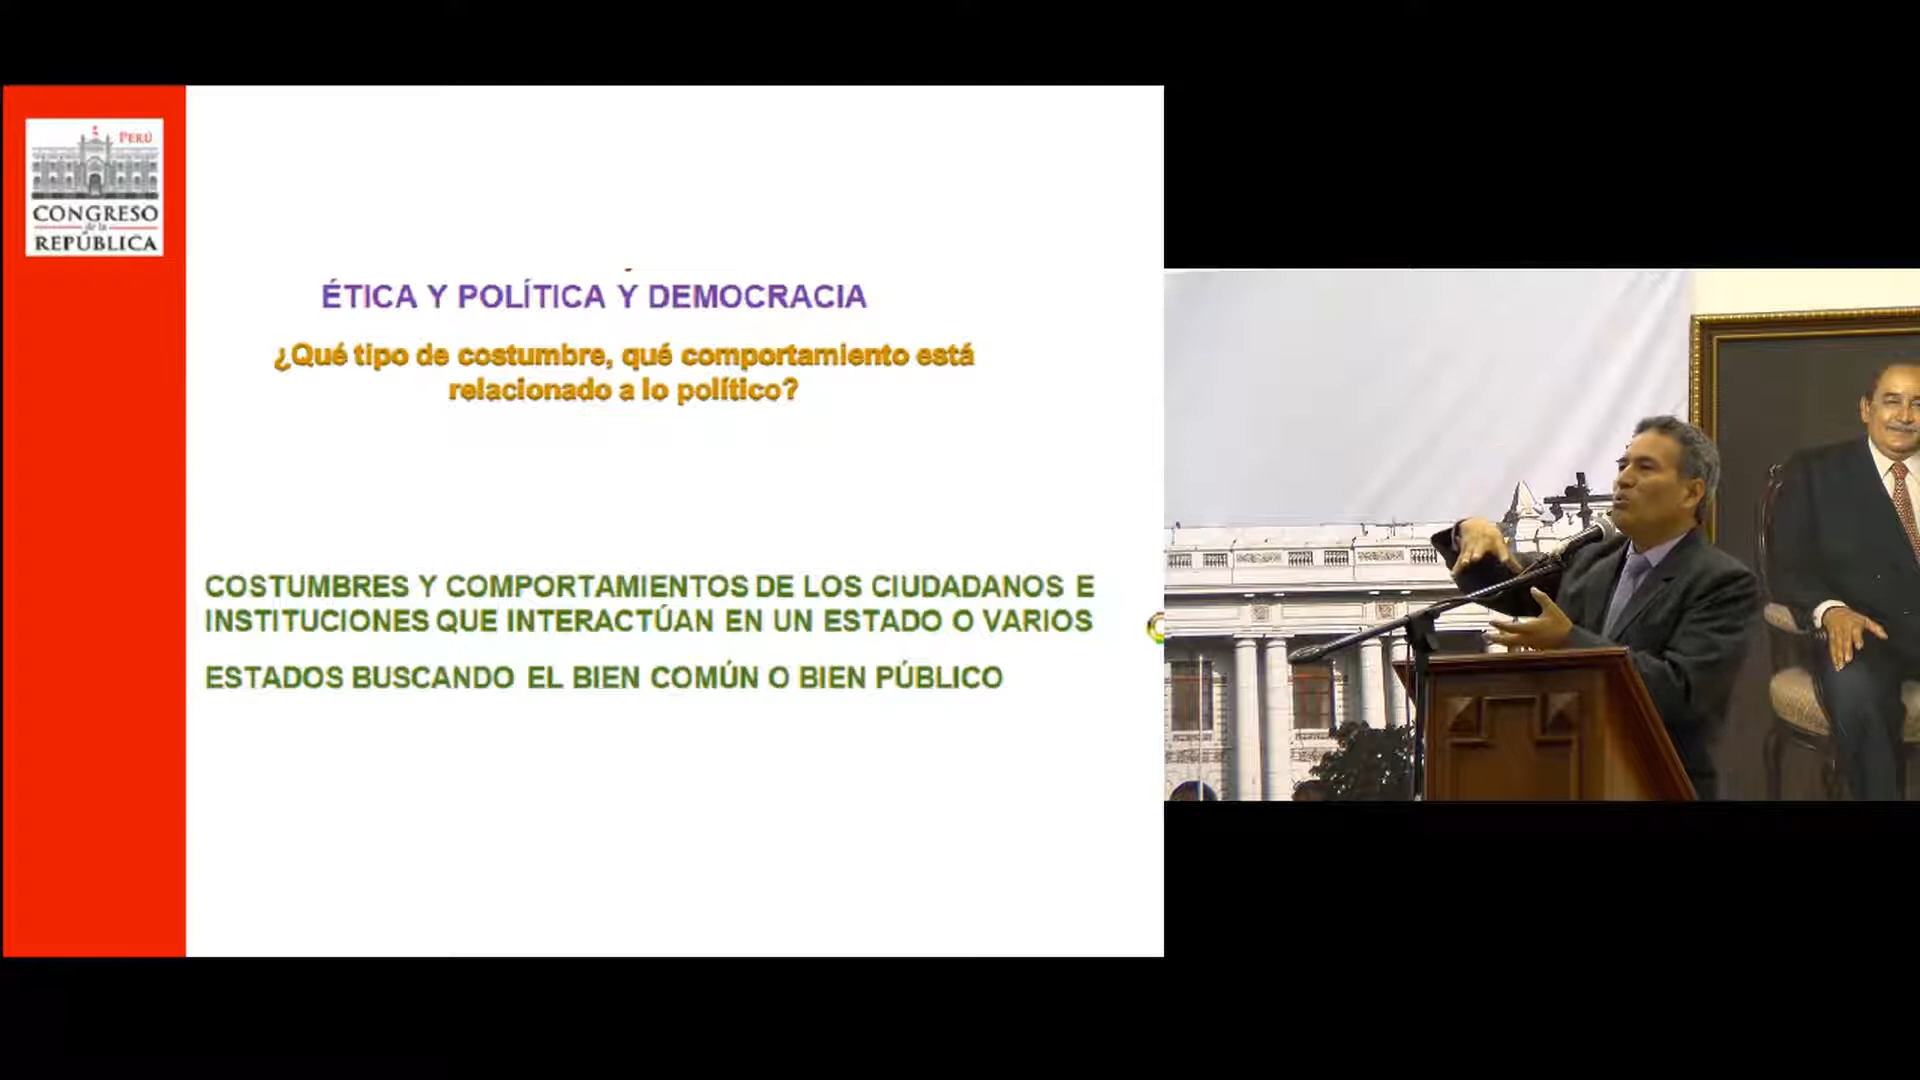 PERÚ
CONGRESO
de la
REPÚBLICA
ÉTICA Y POLÍTICA Y DEMOCRACIA
¿Qué tipo de costumbre, qué comportamiento está
relacionado a lo político?
COSTUMBRES Y COMPORTAMIENTOS DE LOS CIUDADANOS E
INSTITUCIONES QUE INTERACTÚAN EN UN ESTADO O VARIOS
ESTADOS BUSCANDO EL BIEN COMÚN O BIEN PÚBLICO